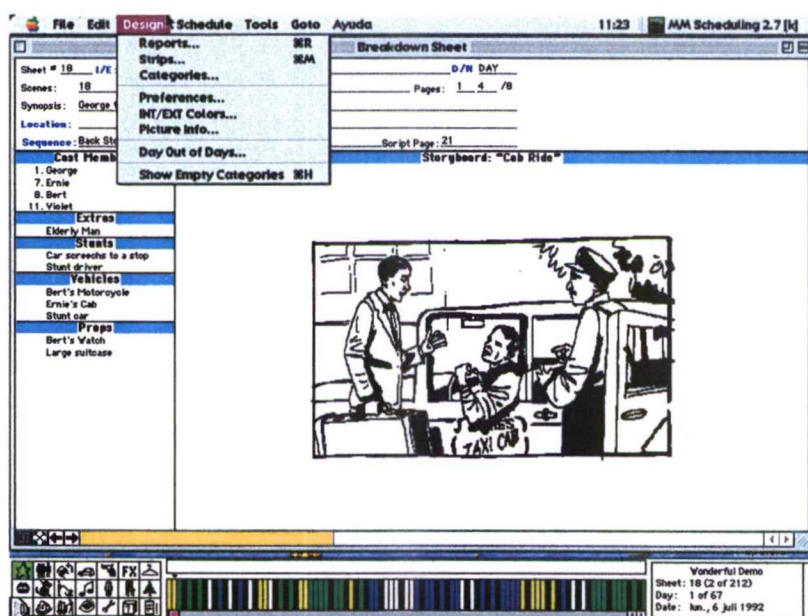 File Edit Design Schedule Tools Goto Ayuda 11:23 MM Scheduling 2.7 [k]
Reports... ⌘R
Strips... ⌘M
Categories...
Preferences...
INT/EXT Colors...
Picture Info...
Day Out of Days...
Show Empty Categories ⌘H
Breakdown Sheet
Sheet # 18 I/E: D/N DAY
Scenes: 18 Pages: 1 4 /8
Synopsis: George
Location:
Sequence: Back Script Page: 21
Cast
1. George
7. Ernie
8. Bert
11. Violet
Extras
Elderly Man
Stunts
Car screechs to a stop
Stunt driver
Vehicles
Bert's Motorcycle
Ernie's Cab
Stunt car
Props
Bert's Watch
Large suitcase
Storyboard: "Cab Ride"
TAXI CAB
FX
Wonderful Demo
Sheet: 18 (2 of 212)
Day: 1 of 67
Date: lun., 6 juli 1992